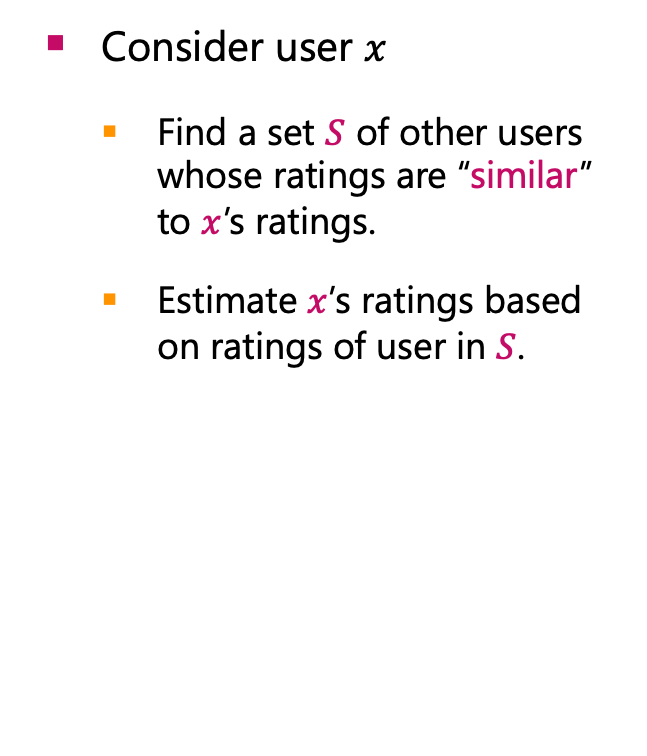 Consider user x
Find a set S of other users
whose ratings are “similar”
to x’s ratings.
Estimate x’s ratings based
on ratings of user in S.